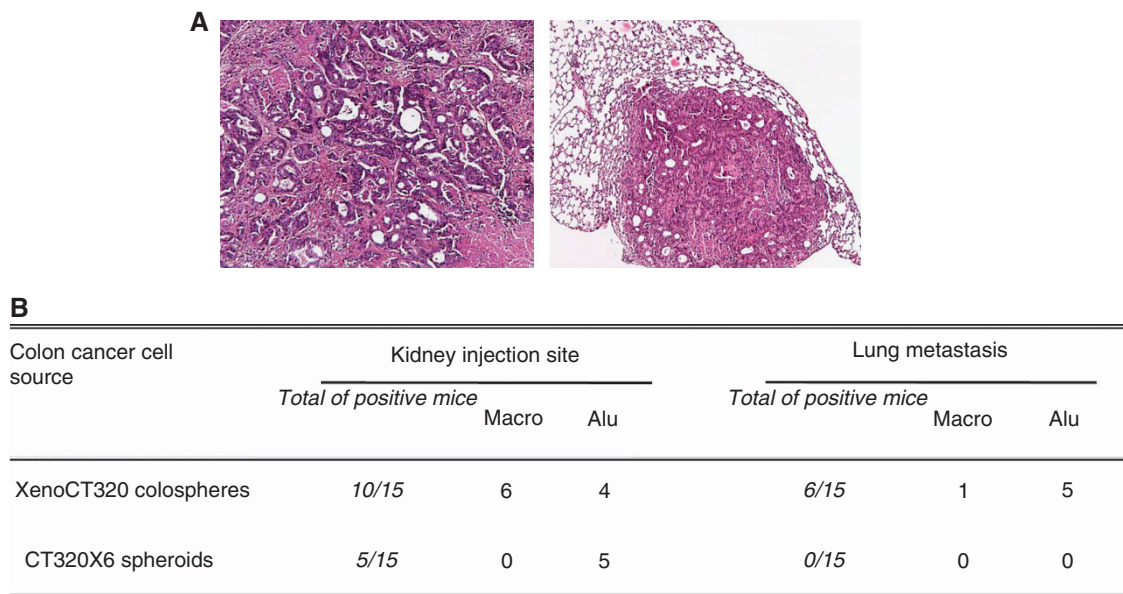 A
B
Colon cancer cell source
Kidney injection site
Lung metastasis
Total of positive mice Macro Alu Total of positive mice Macro Alu
XenoCT320 colospheres 10/15 6 4 6/15 1 5
CT320X6 spheroids 5/15 0 5 0/15 0 0